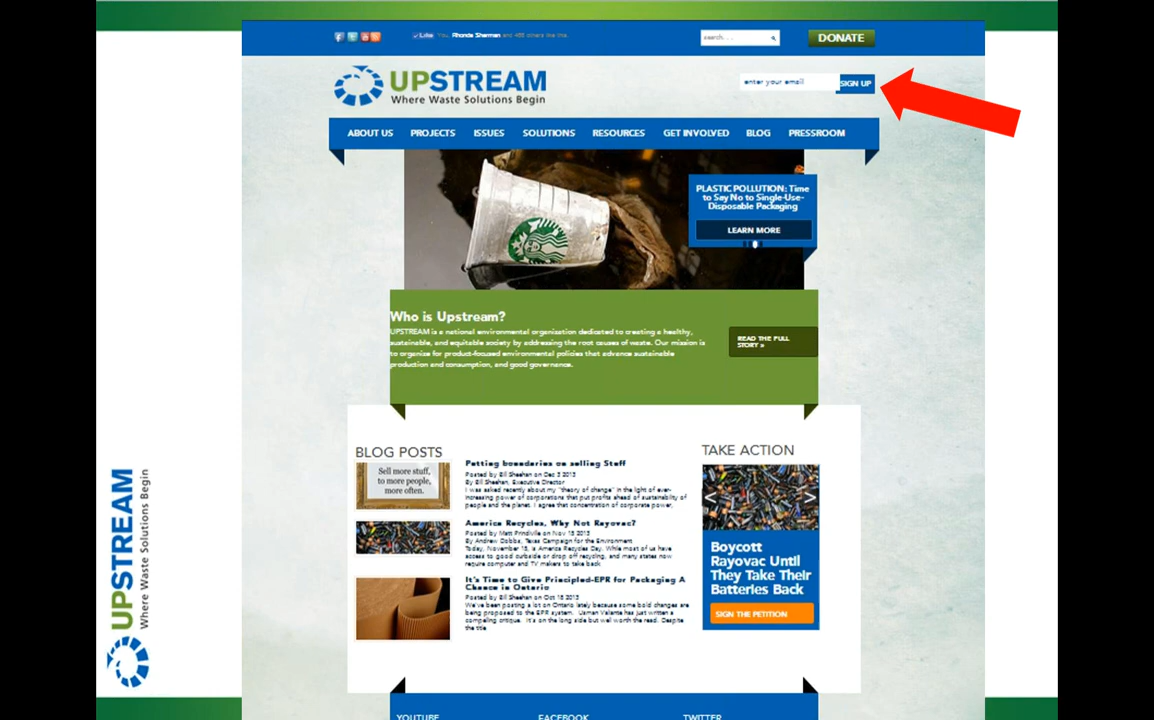 Like You, Rhonda Sherman and 488 others like this.
search. . .
DONATE
UPSTREAM
Where Waste Solutions Begin
enter your email
SIGN UP
ABOUT US PROJECTS ISSUES SOLUTIONS RESOURCES GET INVOLVED BLOG PRESSROOM
PLASTIC POLLUTION: Time
to Say No to Single-Use-
Disposable Packaging
LEARN MORE
Who is Upstream?
UPSTREAM is a national environmental organization dedicated to creating a healthy,
sustainable, and equitable society by addressing the root causes of waste. Our mission is
to organize for product-focused environmental policies that advance sustainable
production and consumption, and good governance.
READ THE FULL
STORY »
BLOG POSTS
Sell more stuff,
to more people,
more often.
Putting boundaries on selling Stuff
Posted by Bill Sheehan on Dec 3 2013
By Bill Sheehan, Executive Director
I was asked recently about my "theory of change" in the light of ever-
increasing power of corporations that put profits ahead of sustainability of
people and the planet. I agree that concentration of corporate power,
America Recycles, Why Not Rayovac?
Posted by Matt Prindiville on Nov 15 2013
By Andrew Dobbs, Texas Campaign for the Environment
Today, November 15, is America Recycles Day. While most of us have
access to good curbside or drop off recycling, and many states now
require computer and TV makers to take back
It's Time to Give Principled-EPR for Packaging A
Chance in Ontario
Posted by Bill Sheehan on Oct 18 2013
We've been posting a lot on Ontario lately because some bold changes are
being proposed to the EPR system. Usman Valiante has just written a
compelling critique. It's on the long side but well worth the read. Despite
the title,
TAKE ACTION
Boycott
Rayovac Until
They Take Their
Batteries Back
SIGN THE PETITION
YOUTUBE FACEBOOK TWITTER
UPSTREAM
Where Waste Solutions Begin